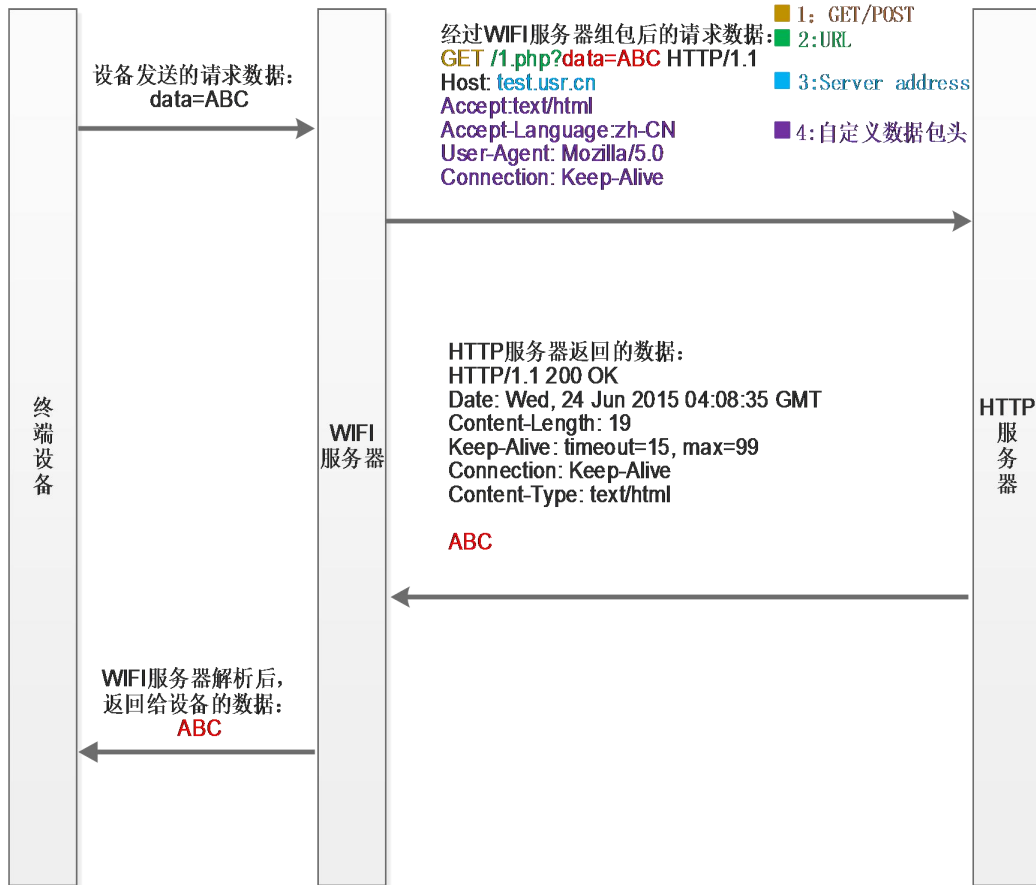 设备发送的请求数据：
data=ABC
经过WIFI服务器组包后的请求数据：
GET /1.php?data=ABC HTTP/1.1
Host: test.usr.cn
Accept:text/html
Accept-Language:zh-CN
User-Agent: Mozilla/5.0
Connection: Keep-Alive
1: GET/POST
2:URL
3:Server address
4:自定义数据包头
HTTP服务器返回的数据：
HTTP/1.1 200 OK
Date: Wed, 24 Jun 2015 04:08:35 GMT
Content-Length: 19
Keep-Alive: timeout=15, max=99
Connection: Keep-Alive
Content-Type: text/html
ABC
终
端
设
备
WIFI
服务器
HTTP
服
务
器
WIFI服务器解析后，
返回给设备的数据：
ABC